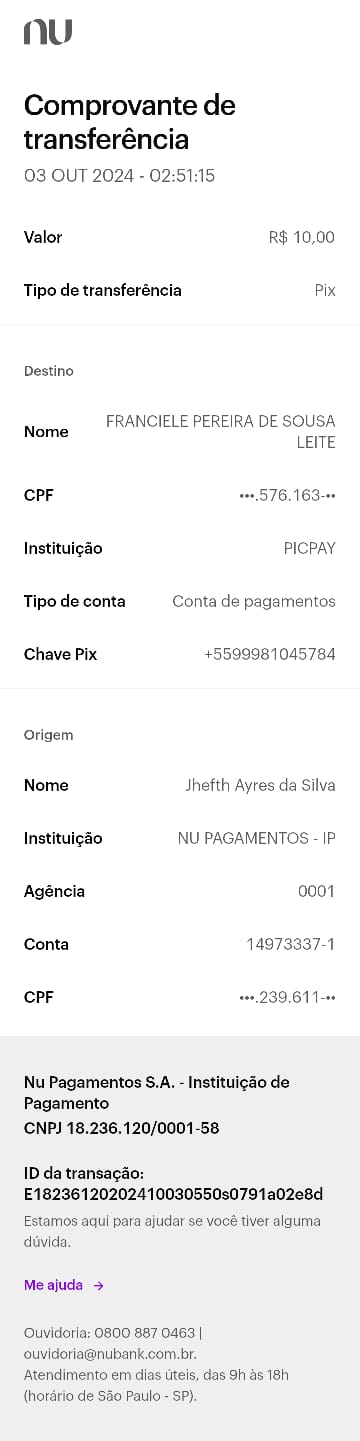 nu
Comprovante de
transferência
03 OUT 2024 - 02:51:15
Valor R$ 10,00
Tipo de transferência Pix
Destino
Nome FRANCIELE PEREIRA DE SOUSA
LEITE
CPF •••.576.163-••
Instituição PICPAY
Tipo de conta Conta de pagamentos
Chave Pix +5599981045784
Origem
Nome Jhefth Ayres da Silva
Instituição NU PAGAMENTOS - IP
Agência 0001
Conta 14973337-1
CPF •••.239.611-••
Nu Pagamentos S.A. - Instituição de
Pagamento
CNPJ 18.236.120/0001-58
ID da transação:
E18236120202410030550s0791a02e8d
Estamos aqui para ajudar se você tiver alguma
dúvida.
Me ajuda →
Ouvidoria: 0800 887 0463 |
ouvidoria@nubank.com.br.
Atendimento em dias úteis, das 9h às 18h
(horário de São Paulo - SP).